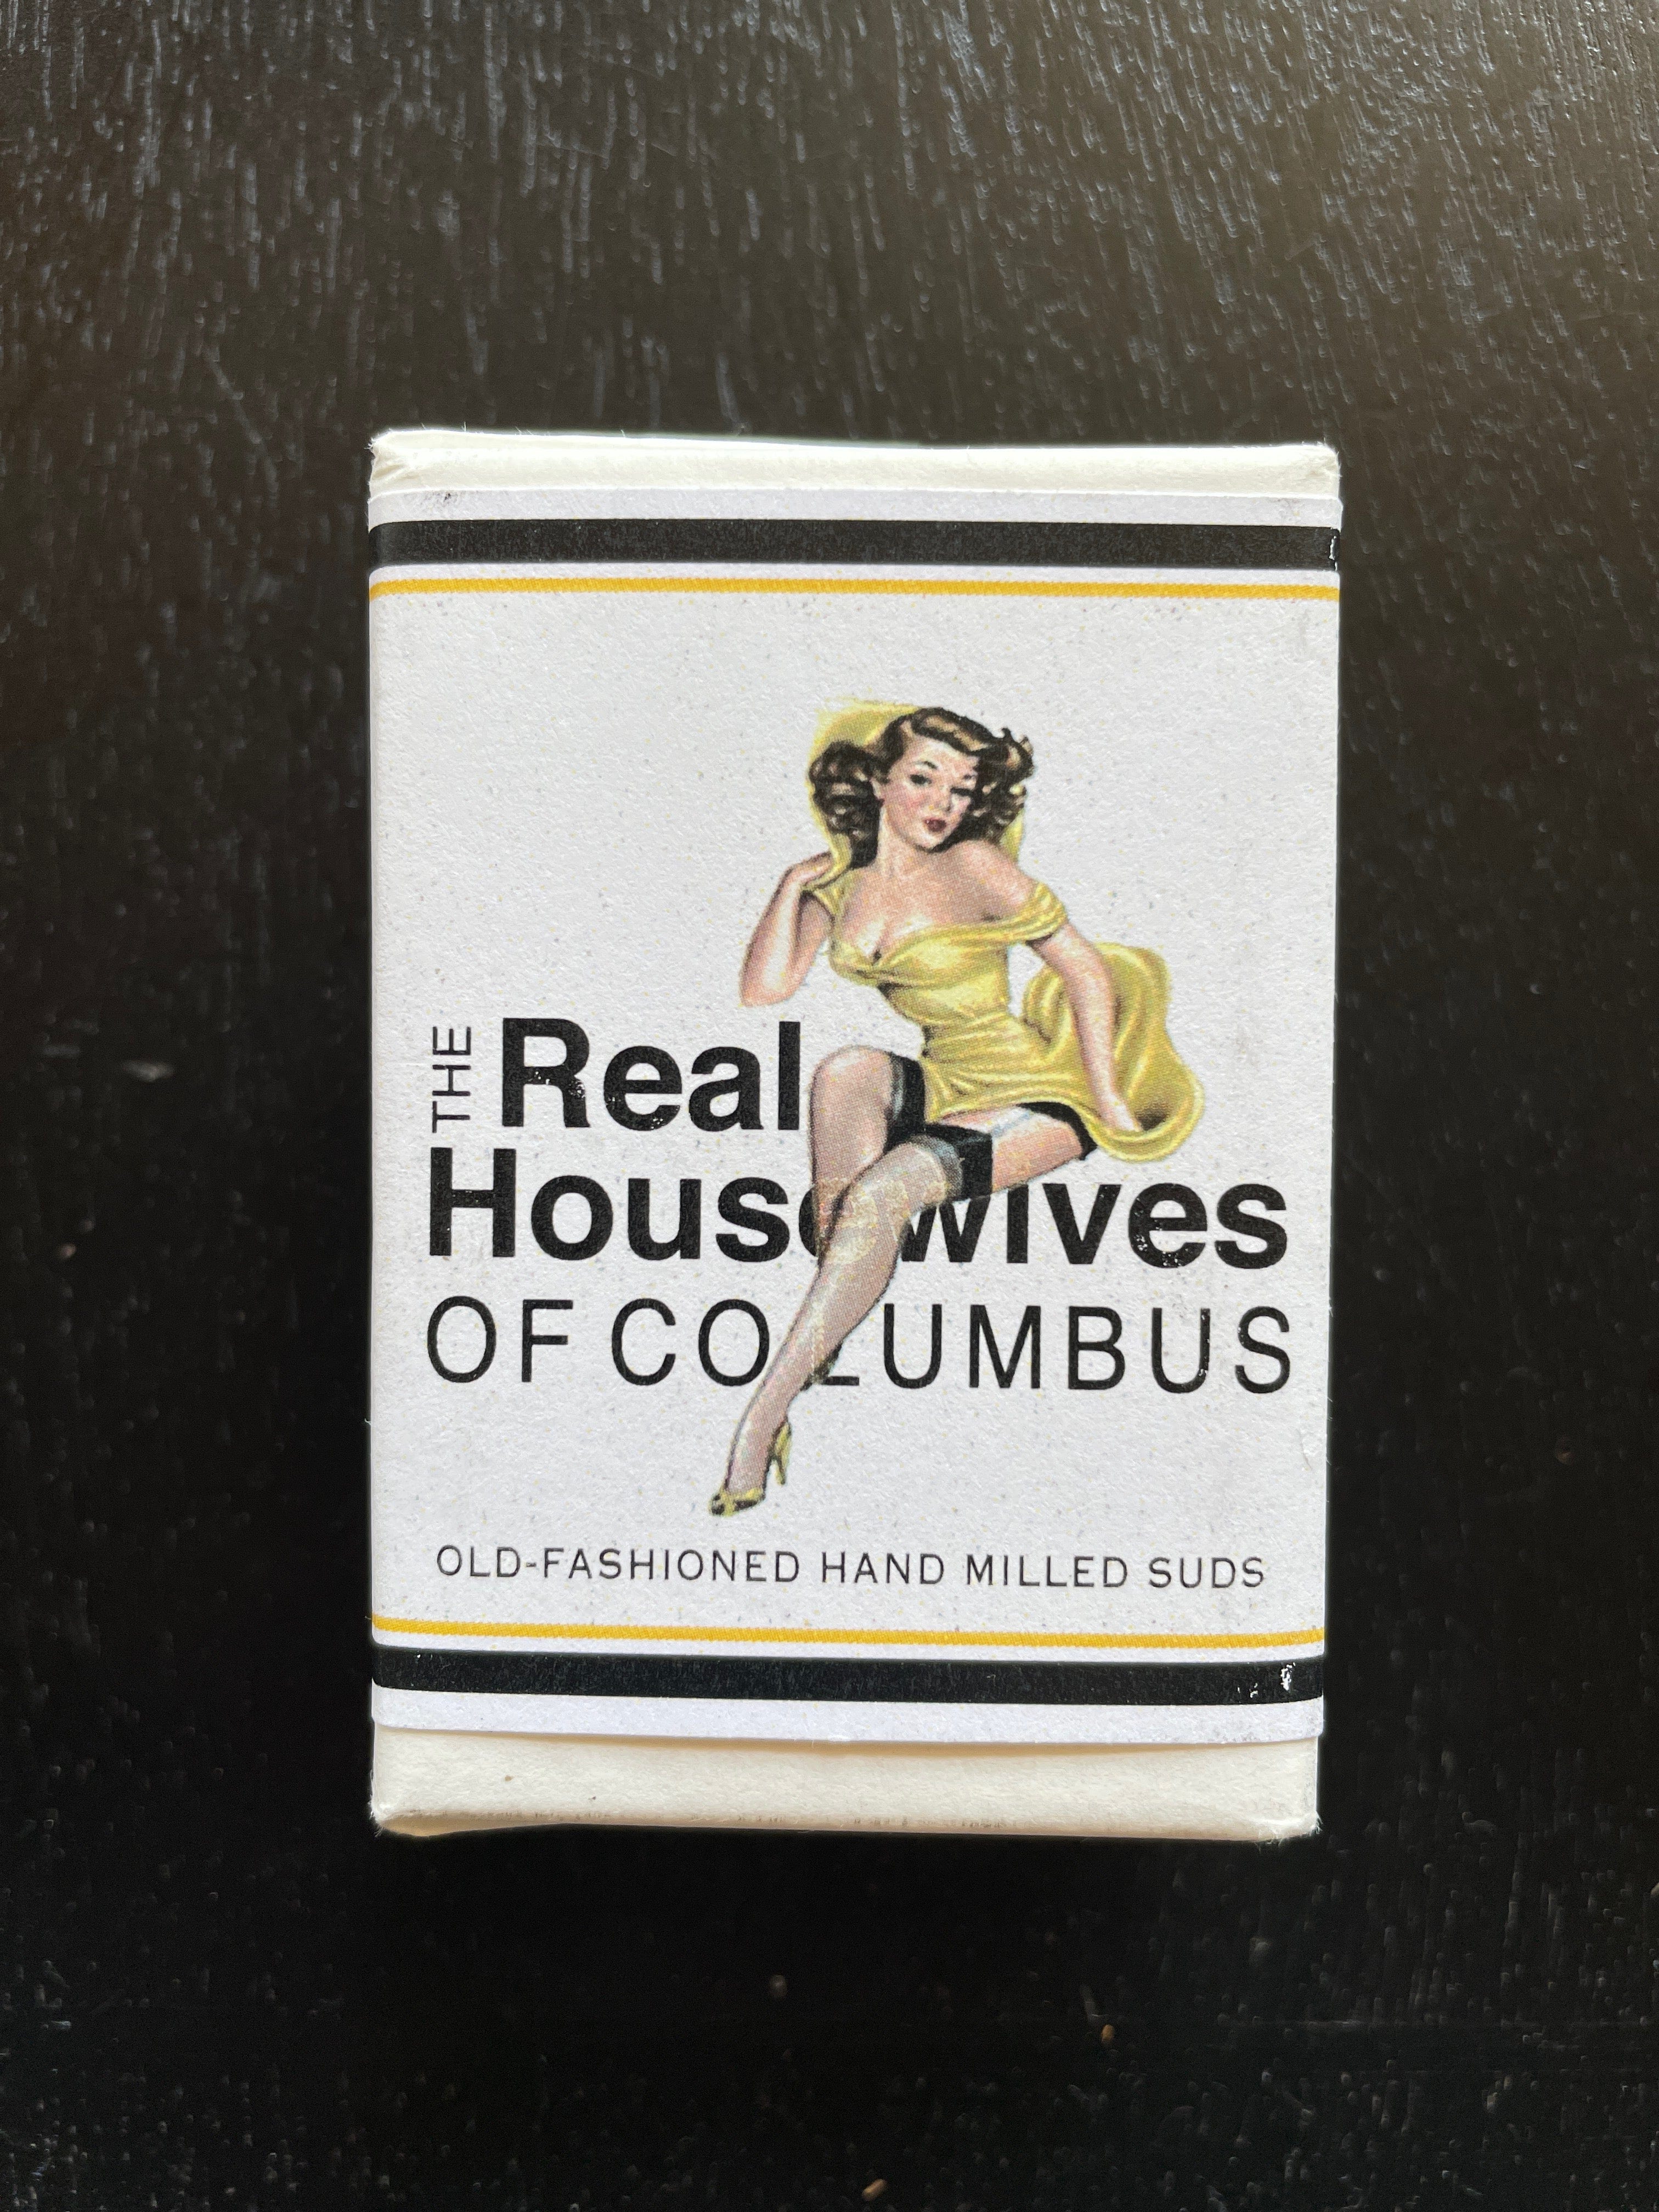 THE Real
Housewives
OF COLUMBUS
OLD-FASHIONED HAND MILLED SUDS